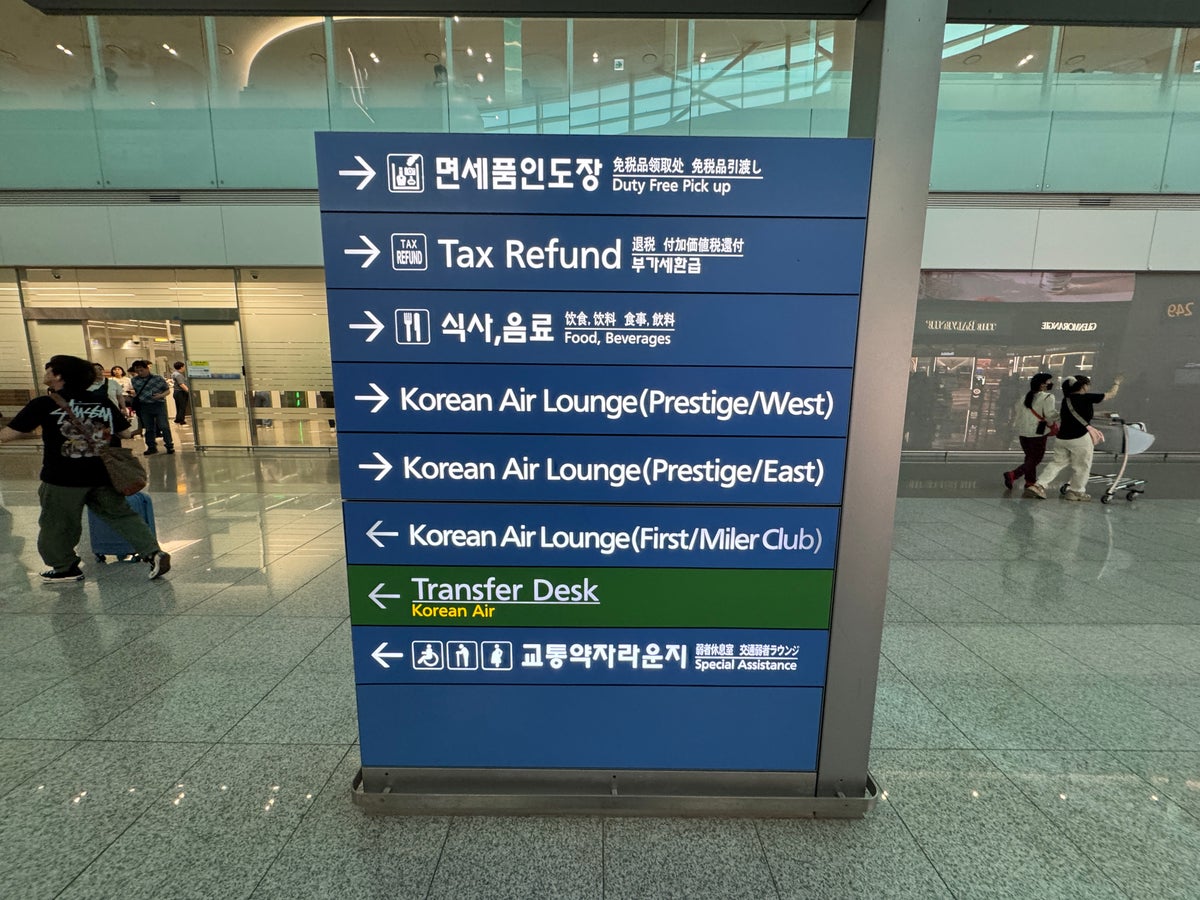 면세품인도장
免税品领取处 免税品引渡し
Duty Free Pick up
TAX
REFUND
Tax Refund
退税 付加価値税還付
부가세환급
식사,음료
饮食,饮料 食事,飲料
Food, Beverages
Korean Air Lounge(Prestige/West)
Korean Air Lounge(Prestige/East)
Korean Air Lounge(First/Miler Club)
Transfer Desk
Korean Air
교통약자라운지
弱者休息室 交通弱者ラウンジ
Special Assistance
STUSSY
GLENMORANGIE
249